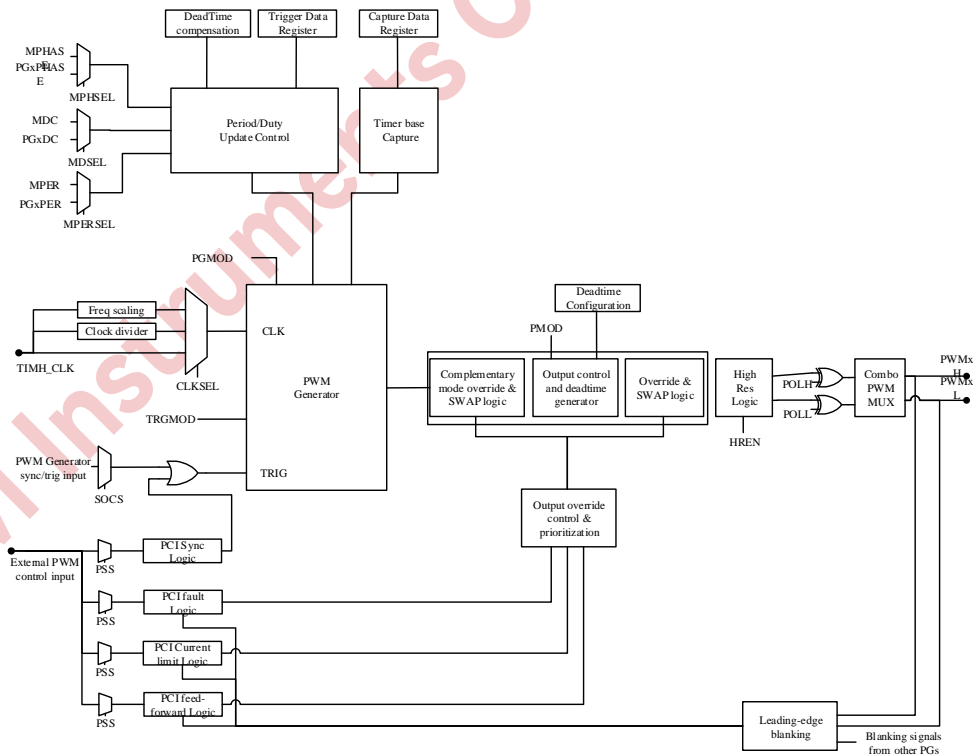 DeadTime
compensation
Trigger Data
Register
Capture Data
Register
MPHAS
E
PGxPHAS
E
MPHSEL
MDC
PGxDC
MDSEL
MPER
PGxPER
MPERSEL
Period/Duty
Update Control
Timer base
Capture
PGMOD
Freq scaling
Clock divider
TIMH_CLK
CLKSEL
CLK
PWM
Generator
TRGMOD
TRIG
PWM Generator
sync/trig input
SOCS
Deadtime
Configuration
PMOD
Complementary
mode override &
SWAP logic
Output control
and deadtime
generator
Override &
SWAP logic
High
Res
Logic
HREN
POLH
POLL
Combo
PWM
MUX
PWMx
H
PWMx
L
Output override
control &
prioritization
External PWM
control input
PSS
PCI Sync
Logic
PSS
PCI fault
Logic
PSS
PCI Current
limit Logic
PSS
PCI feed-
forward Logic
Leading-edge
blanking
Blanking signals
from other PGs
M Instruments C